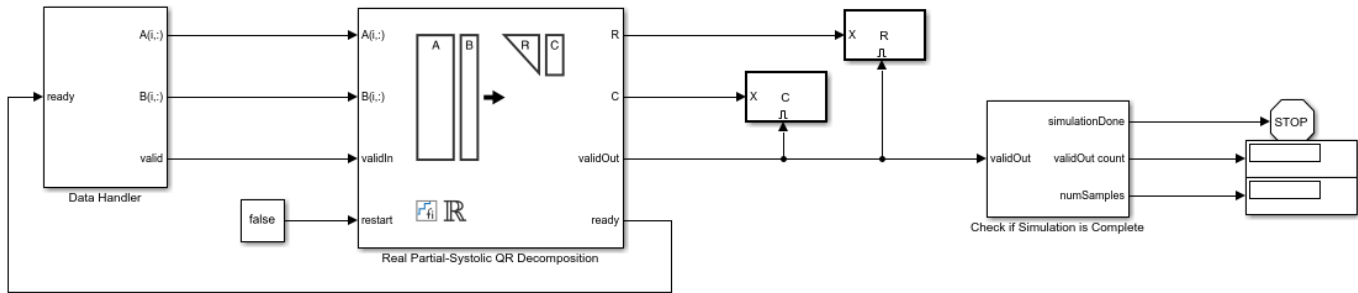 A(i,:)
ready
B(i,:)
valid
Data Handler
false
A(i,:)
B(i,:)
validIn
restart
A
B
R
C
fi
ℝ
R
C
validOut
ready
Real Partial-Systolic QR Decomposition
X
C
X
R
validOut
simulationDone
validOut count
numSamples
Check if Simulation is Complete
STOP